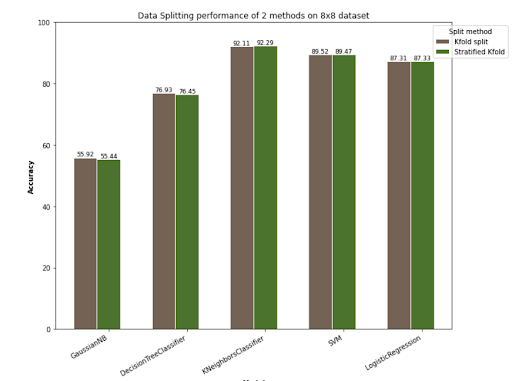 Data Splitting performance of 2 methods on 8x8 dataset
Split method
Kfold split
Stratified Kfold
Accuracy
100
80
60
40
20
0
55.92 55.44
76.93 76.45
92.11 92.29
89.52 89.47
87.31 87.33
GaussianNB
DecisionTreeClassifier
KNeighborsClassifier
SVM
LogisticRegression